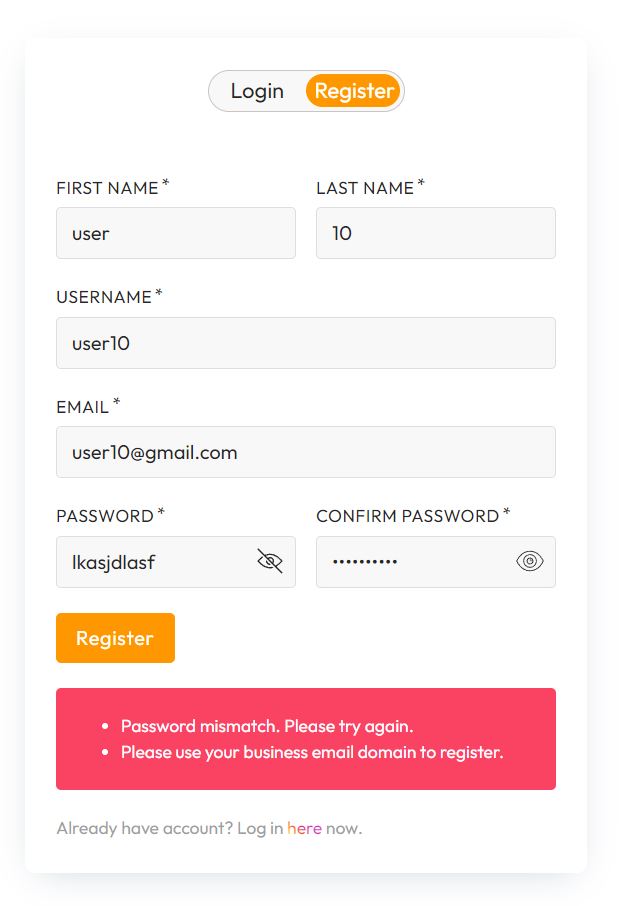 Login Register
FIRST NAME * LAST NAME *
user 10
USERNAME *
user10
EMAIL *
user10@gmail.com
PASSWORD * CONFIRM PASSWORD *
lkasjdlasf ••••••••••
Register
• Password mismatch. Please try again.
• Please use your business email domain to register.
Already have account? Log in here now.